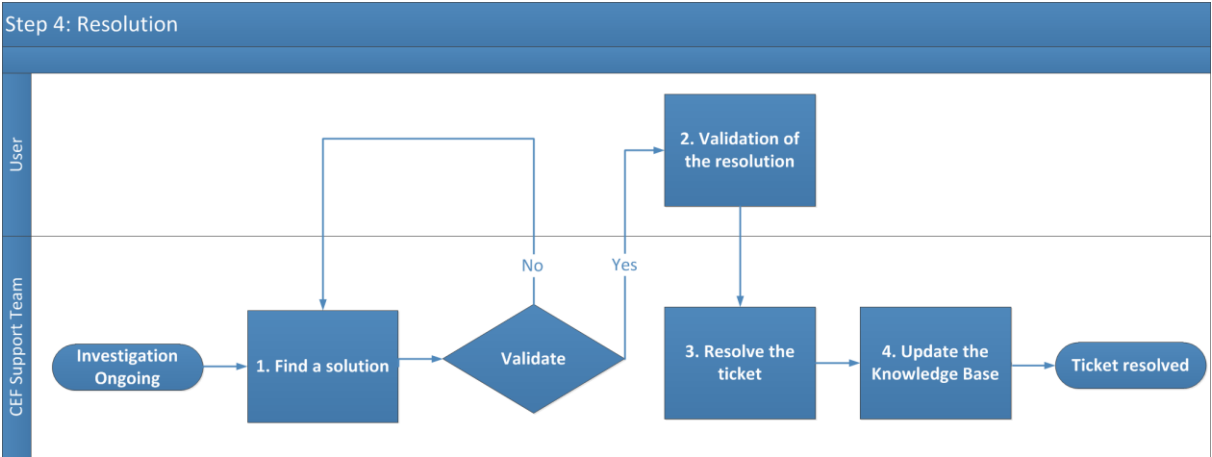 Step 4: Resolution
User
2. Validation of
the resolution
No
Yes
CEF Support Team
Investigation
Ongoing
1. Find a solution
Validate
3. Resolve the
ticket
4. Update the
Knowledge Base
Ticket resolved